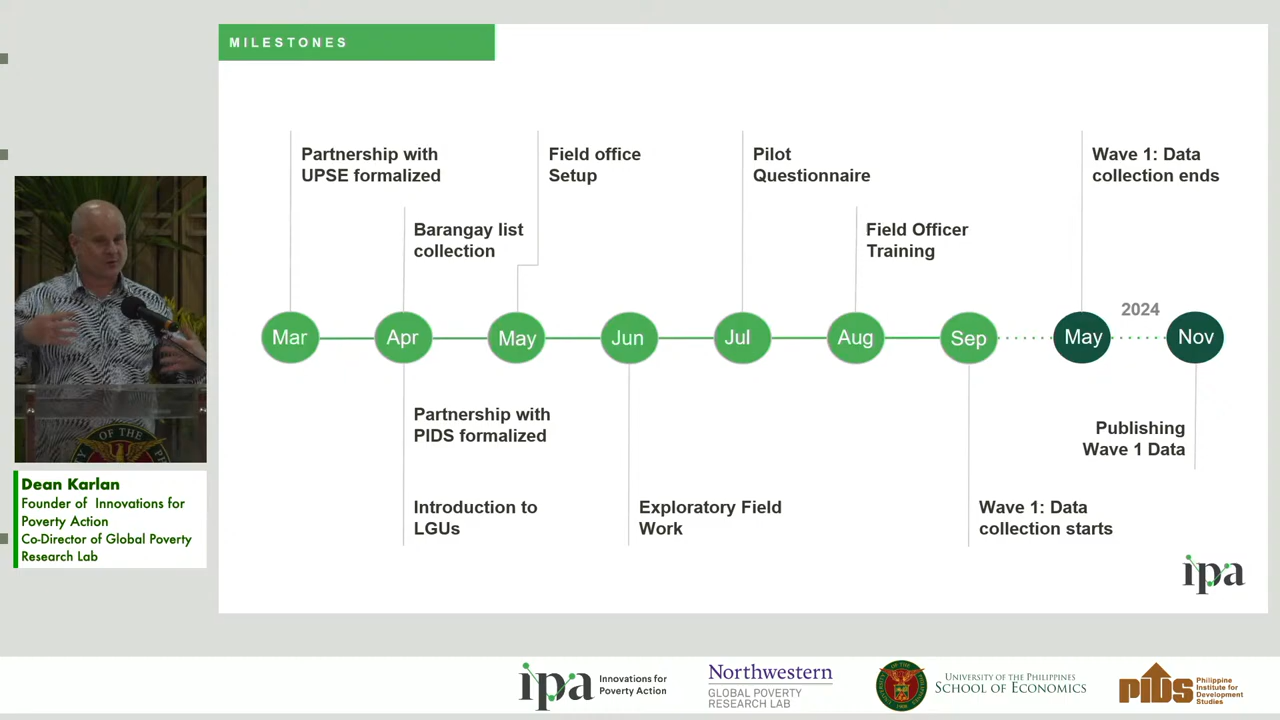 MILESTONES
Partnership with
UPSE formalized
Field office
Setup
Pilot
Questionnaire
Wave 1: Data
collection ends
Barangay list
collection
Field Officer
Training
2024
Mar
Apr
May
Jun
Jul
Aug
Sep
May
Nov
Partnership with
PIDS formalized
Publishing
Wave 1 Data
Introduction to
LGUs
Exploratory Field
Work
Wave 1: Data
collection starts
ipa
OF THE
Dean Karlan
Founder of Innovations for
Poverty Action
Co-Director of Global Poverty
Research Lab
ipa
Innovations for
Poverty Action
Northwestern
GLOBAL POVERTY
RESEARCH LAB
UNIVERSITY OF THE PHILIPPINES
SCHOOL OF ECONOMICS
PIDS
Philippine
Institute for
Development
Studies